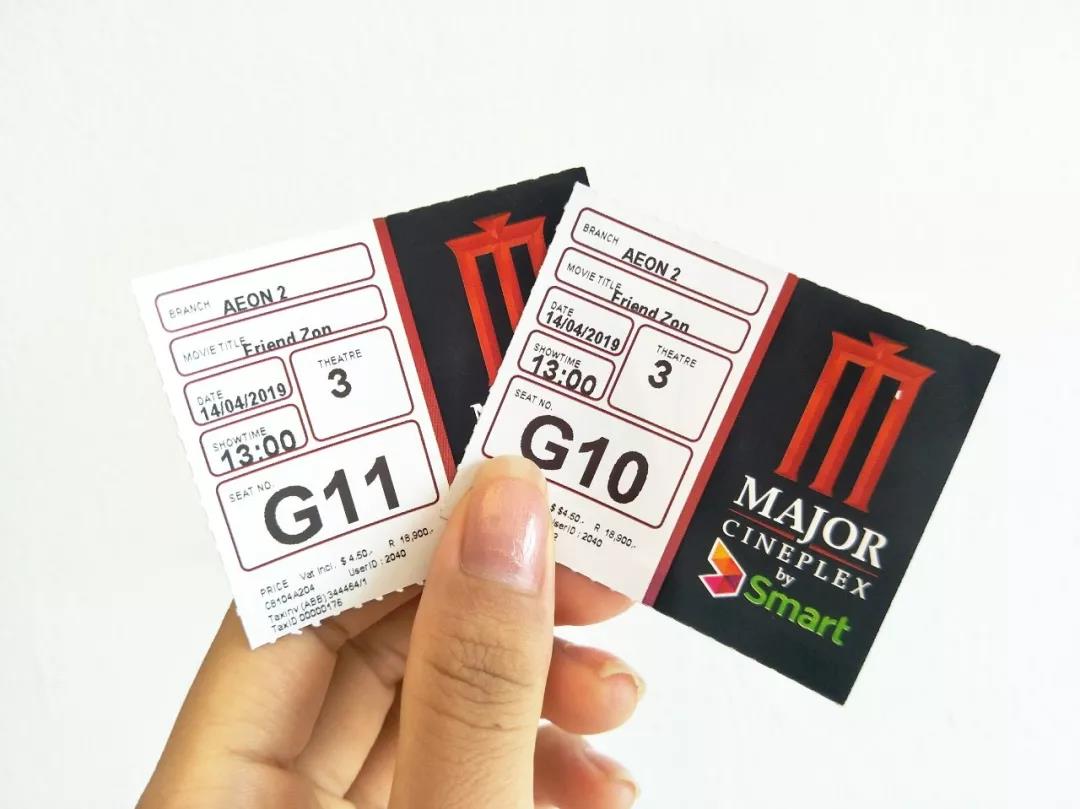 BRANCH AEON 2
MOVIE TITLE Friend Zon
DATE
14/04/2019
THEATRE
3
SHOWTIME
13:00
SEAT NO.
G11
PRICE Vat Incl. $ 4.50,- R 18,900,-
CB104A204 UserID : 2040
TaxInv (ABB) 344464/1
TaxID 00000176
BRANCH AEON 2
MOVIE TITLE Friend Zon
DATE
14/04/2019
THEATRE
3
SHOWTIME
13:00
SEAT NO.
G10
$ $4.50,- R 18,900,-
UserID : 2040
MAJOR
CINEPLEX
by
Smart